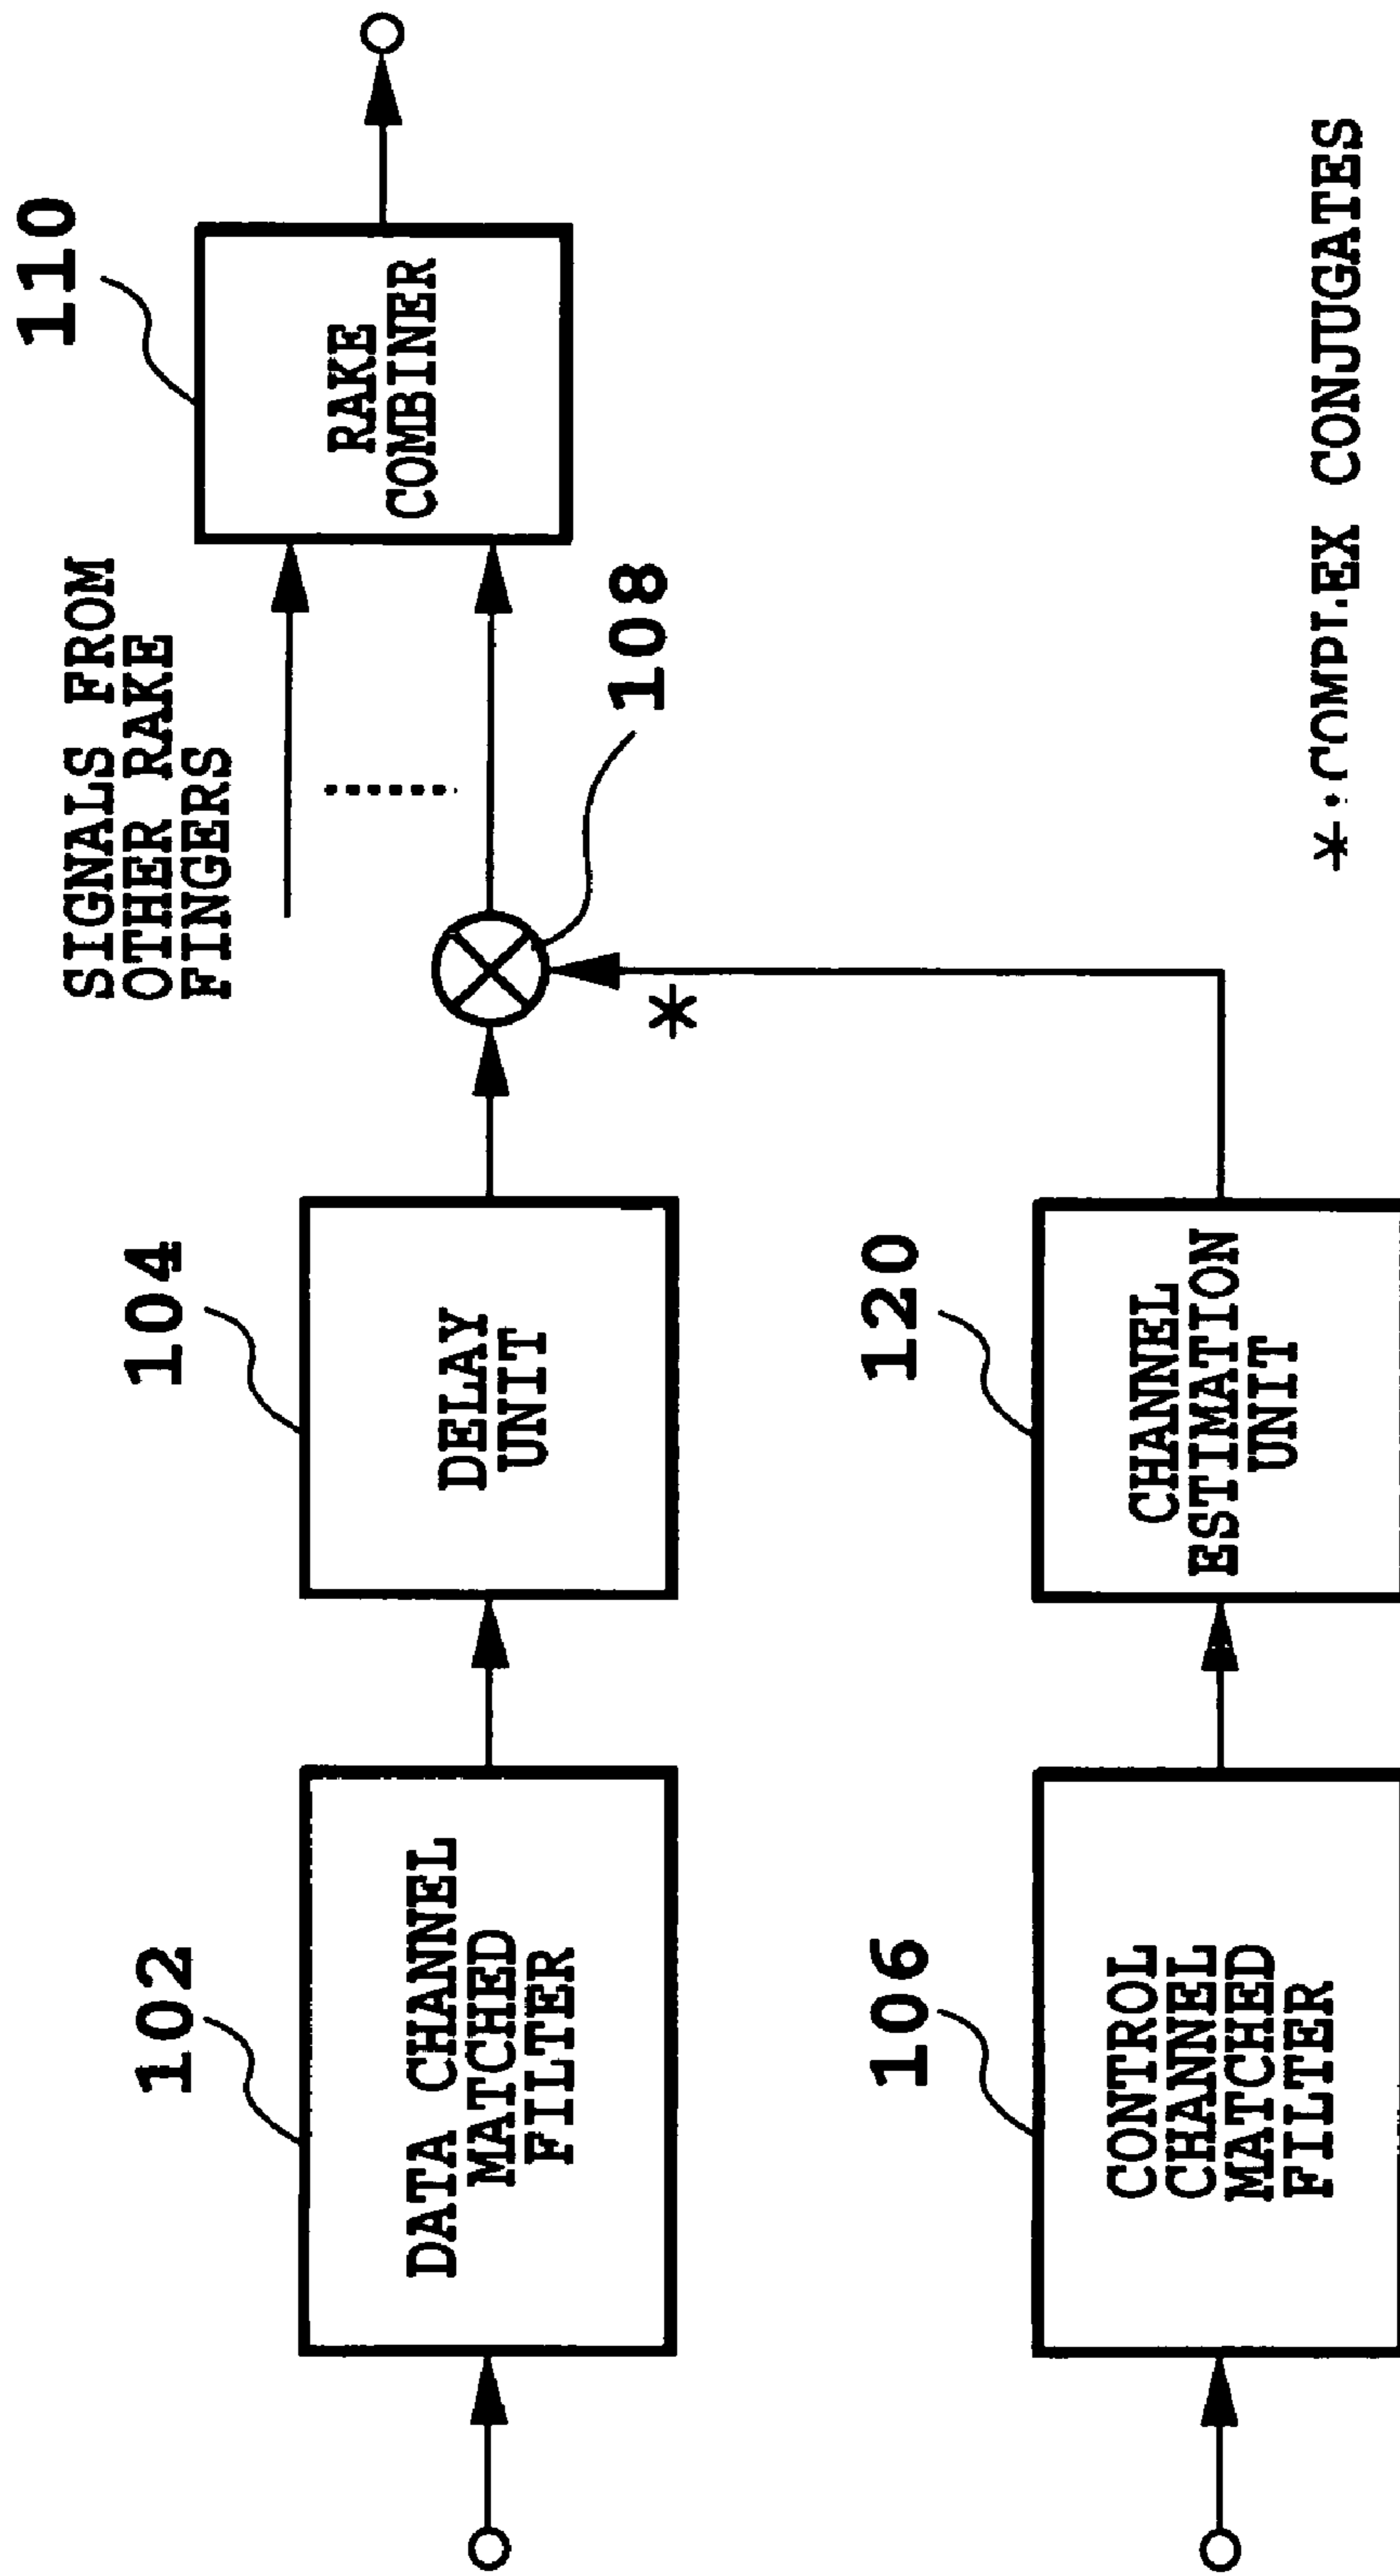 102
DATA CHANNEL
MATCHED
FILTER
104
DELAY
UNIT
108
SIGNALS FROM
OTHER RAKE
FINGERS
110
RAKE
COMBINER
106
CONTROL
CHANNEL
MATCHED
FILTER
120
CHANNEL
ESTIMATION
UNIT
*
*:COMPLEX CONJUGATES